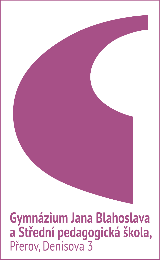 Gymnázium Jana Blahoslava
a Střední pedagogická škola,
Přerov, Denisova 3